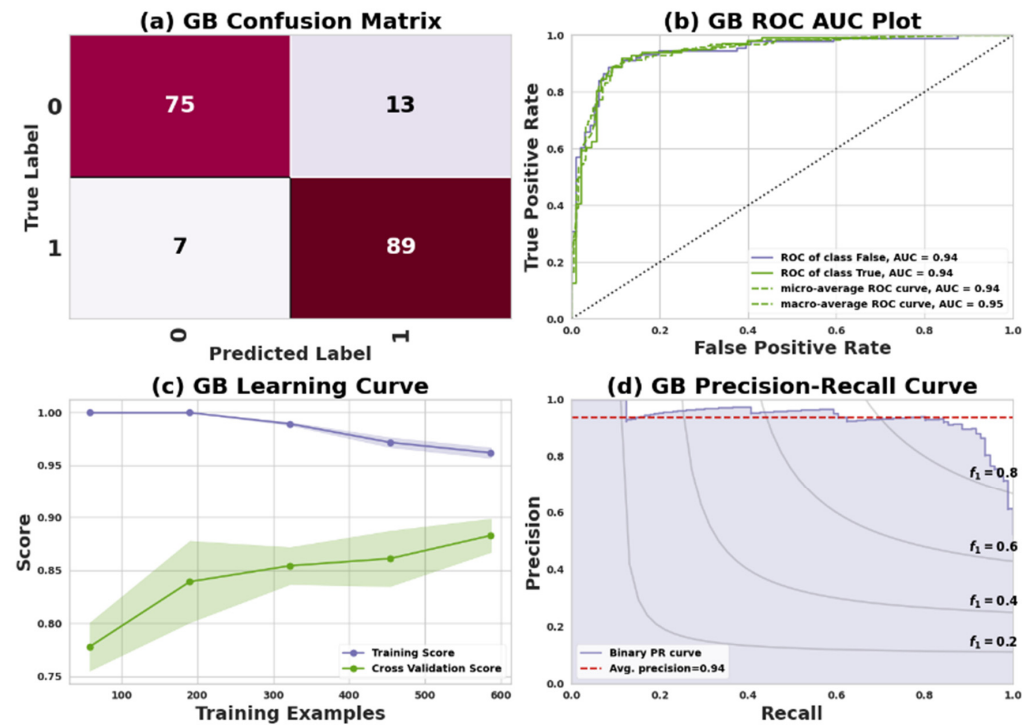 (a) GB Confusion Matrix
True Label
0
75
13
1
7
89
0
1
Predicted Label
(b) GB ROC AUC Plot
True Positive Rate
1.0
0.8
0.6
0.4
0.2
0.0
ROC of class False, AUC = 0.94
ROC of class True, AUC = 0.94
micro-average ROC curve, AUC = 0.94
macro-average ROC curve, AUC = 0.95
0.0 0.2 0.4 0.6 0.8 1.0
False Positive Rate
(c) GB Learning Curve
Score
1.00
0.95
0.90
0.85
0.80
0.75
Training Score
Cross Validation Score
100 200 300 400 500 600
Training Examples
(d) GB Precision-Recall Curve
Precision
1.0
0.8
0.6
0.4
0.2
0.0
f1=0.8
f1=0.6
f1=0.4
f1=0.2
Binary PR curve
Avg. precision=0.94
0.0 0.2 0.4 0.6 0.8 1.0
Recall